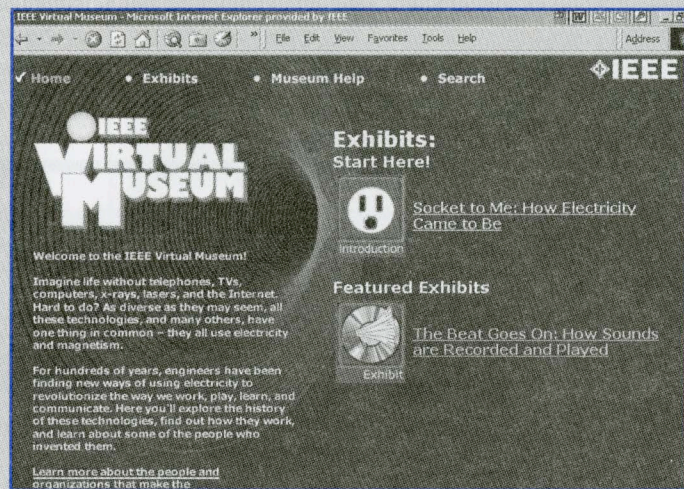 IEEE Virtual Museum - Microsoft Internet Explorer provided by IEEE
File Edit View Favorites Tools Help Address
Home • Exhibits • Museum Help • Search
IEEE
IEEE
VIRTUAL
MUSEUM
Welcome to the IEEE Virtual Museum!
Imagine life without telephones, TVs,
computers, x-rays, lasers, and the Internet.
Hard to do? As diverse as they may seem, all
these technologies, and many others, have
one thing in common – they all use electricity
and magnetism.
For hundreds of years, engineers have been
finding new ways of using electricity to
revolutionize the way we work, play, learn, and
communicate. Here you'll explore the history
of these technologies, find out how they work,
and learn about some of the people who
invented them.
Learn more about the people and
organizations that make the
Exhibits:
Start Here!
Introduction
Socket to Me: How Electricity
Came to Be
Featured Exhibits
Exhibit
The Beat Goes On: How Sounds
are Recorded and Played